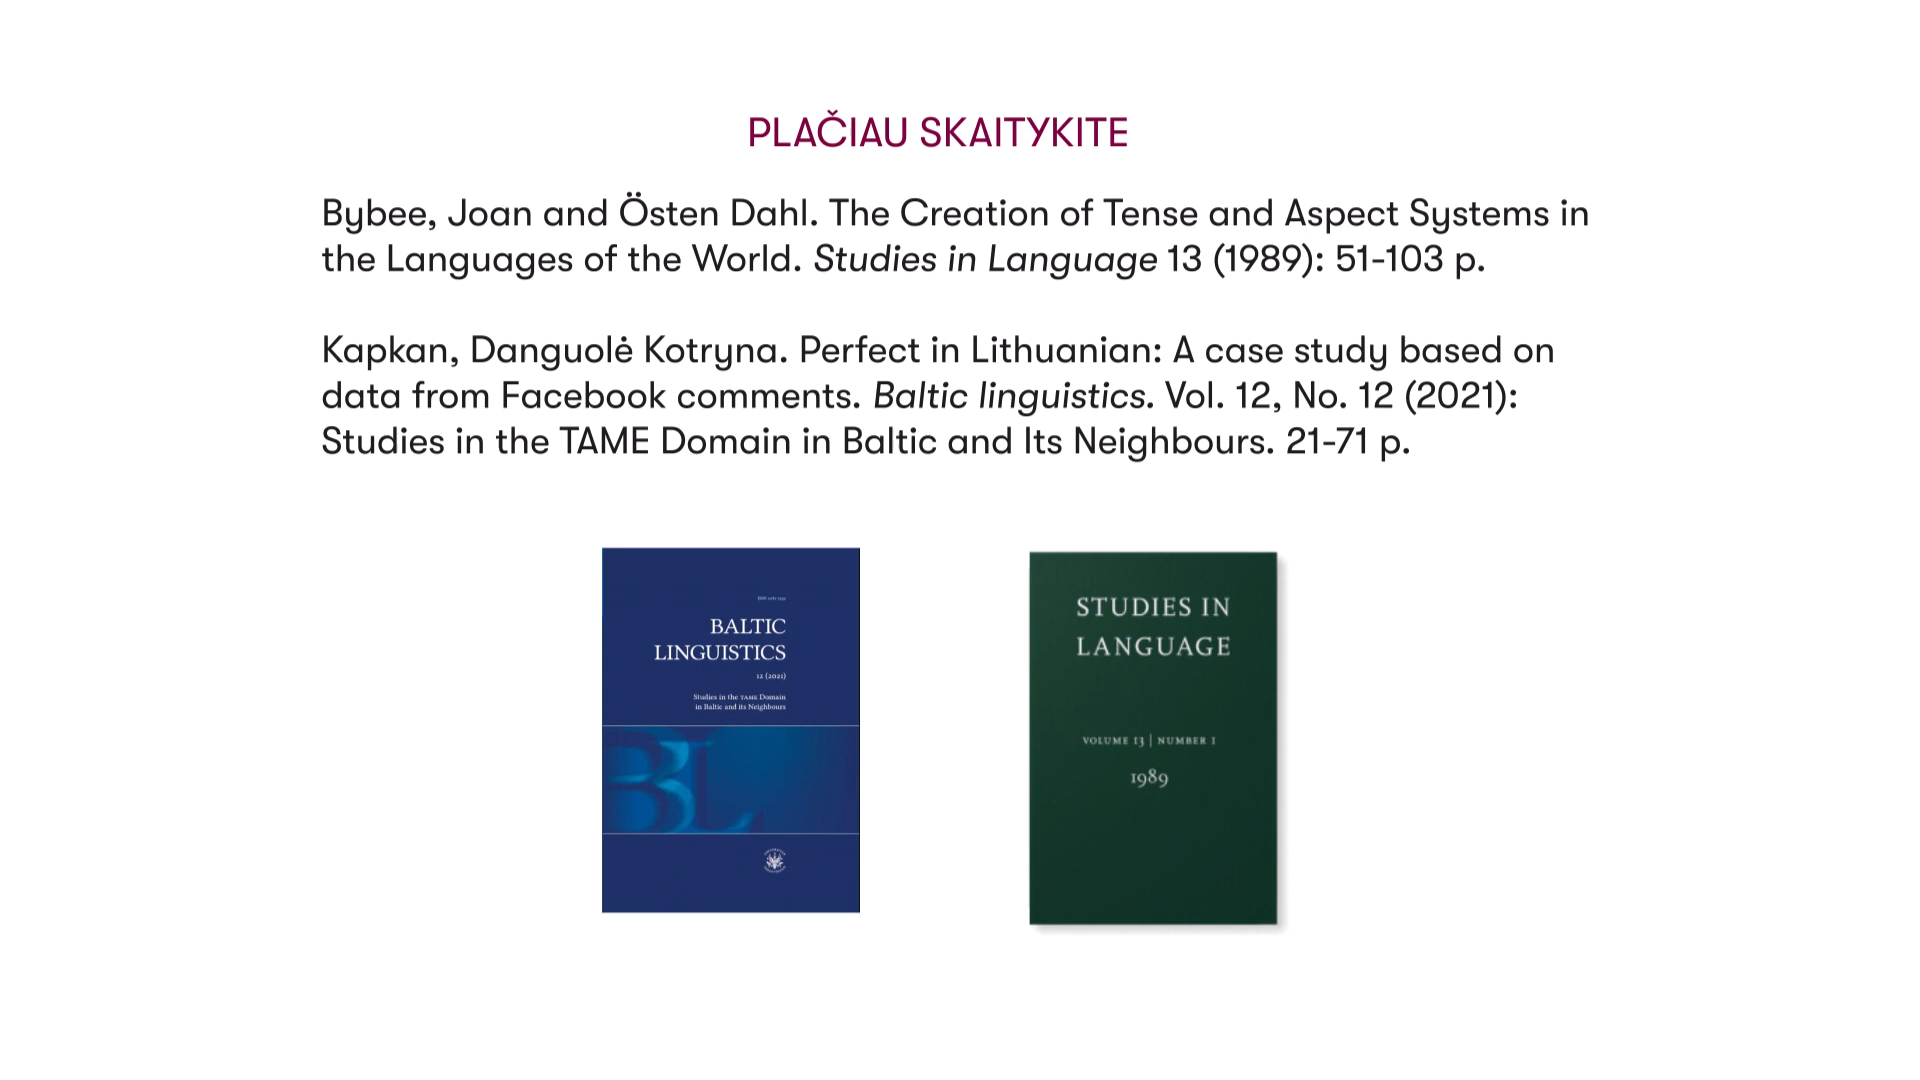 PLAČIAU SKAITYKITE
Bybee, Joan and Östen Dahl. The Creation of Tense and Aspect Systems in
the Languages of the World. Studies in Language 13 (1989): 51-103 p.
Kapkan, Danguolė Kotryna. Perfect in Lithuanian: A case study based on
data from Facebook comments. Baltic linguistics. Vol. 12, No. 12 (2021):
Studies in the TAME Domain in Baltic and Its Neighbours. 21-71 p.
BALTIC
LINGUISTICS
12 (2021)
Studies in the TAME Domain
in Baltic and its Neighbours
BL
STUDIES IN
LANGUAGE
VOLUME 13 | NUMBER 1
1989